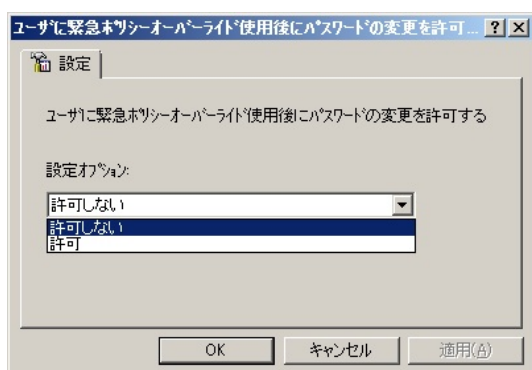 ユーザに緊急ポリシーオーバーライド使用後にパスワードの変更を許可...
設定
ユーザに緊急ポリシーオーバーライド使用後にパスワードの変更を許可する
設定オプション:
許可しない
許可しない
許可
OK キャンセル 適用(A)